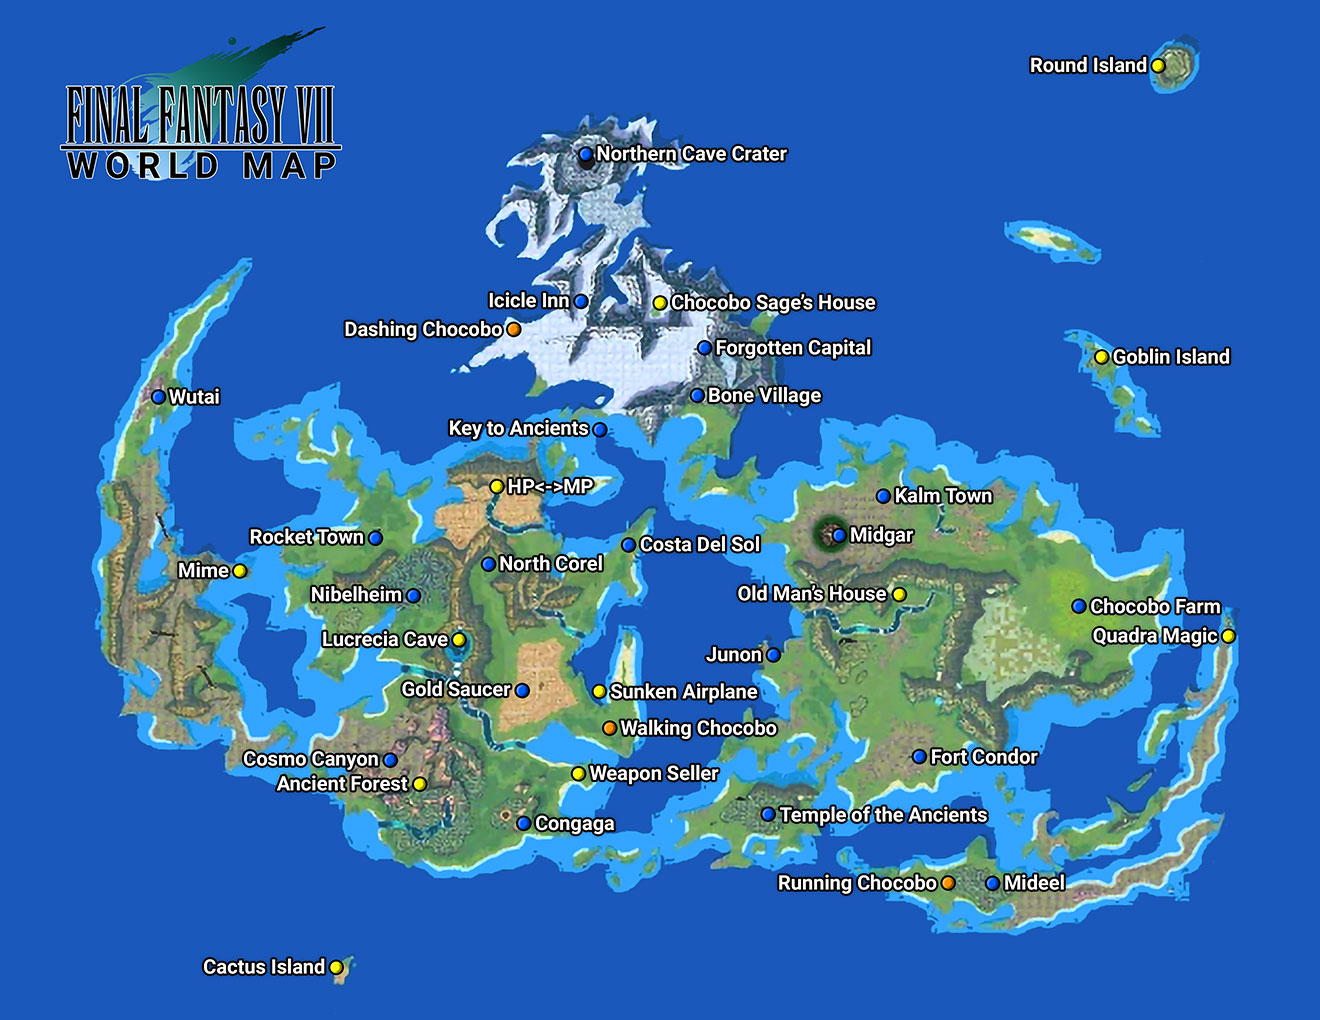 FINAL FANTASY VII
WORLD MAP
Round Island
Northern Cave Crater
Icicle Inn
Chocobo Sage's House
Dashing Chocobo
Forgotten Capital
Goblin Island
Wutai
Bone Village
Key to Ancients
HP<->MP
Kalm Town
Rocket Town
Midgar
Costa Del Sol
North Corel
Mime
Nibelheim
Old Man's House
Chocobo Farm
Quadra Magic
Lucrecia Cave
Junon
Gold Saucer
Sunken Airplane
Walking Chocobo
Cosmo Canyon
Fort Condor
Weapon Seller
Ancient Forest
Temple of the Ancients
Congaga
Running Chocobo
Mideel
Cactus Island